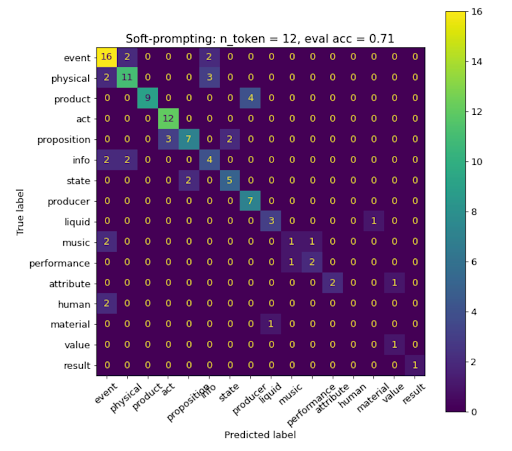 Soft-prompting: n_token = 12, eval acc = 0.71
event 16 2 0 0 0 2 0 0 0 0 0 0 0 0 0 0
physical 2 11 0 0 0 3 0 0 0 0 0 0 0 0 0 0
product 0 0 9 0 0 0 0 4 0 0 0 0 0 0 0 0
act 0 0 0 12 0 0 0 0 0 0 0 0 0 0 0 0
proposition 0 0 0 3 7 0 2 0 0 0 0 0 0 0 0 0
info 2 2 0 0 0 4 0 0 0 0 0 0 0 0 0 0
state 0 0 0 0 2 0 5 0 0 0 0 0 0 0 0 0
producer 0 0 0 0 0 0 0 7 0 0 0 0 0 0 0 0
liquid 0 0 0 0 0 0 0 0 3 0 0 0 0 1 0 0
music 2 0 0 0 0 0 0 0 0 1 1 0 0 0 0 0
performance 0 0 0 0 0 0 0 0 0 1 2 0 0 0 0 0
attribute 0 0 0 0 0 0 0 0 0 0 0 2 0 0 1 0
human 2 0 0 0 0 0 0 0 0 0 0 0 0 0 0 0
material 0 0 0 0 0 0 0 0 1 0 0 0 0 0 0 0
value 0 0 0 0 0 0 0 0 0 0 0 0 0 0 1 0
result 0 0 0 0 0 0 0 0 0 0 0 0 0 0 0 1
True label
event physical product act proposition info state producer liquid music performance attribute human material value result
Predicted label
16
14
12
10
8
6
4
2
0